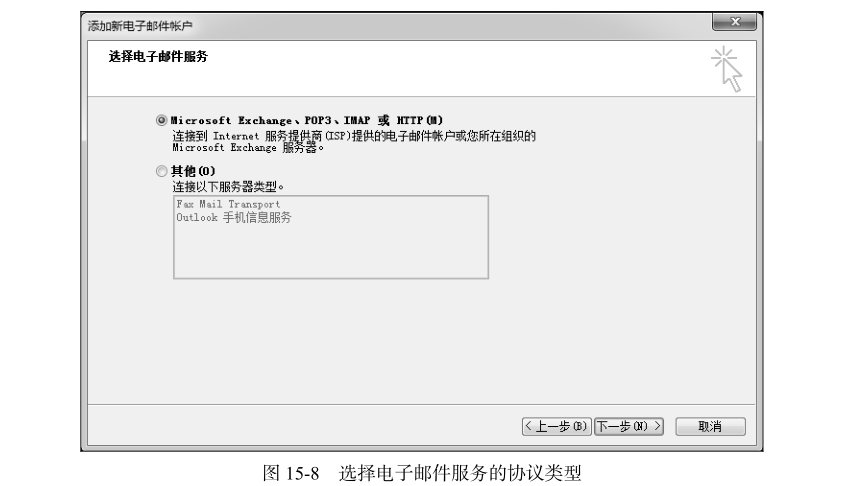 添加新电子邮件帐户
选择电子邮件服务
Microsoft Exchange、POP3、IMAP 或 HTTP(M)
连接到 Internet 服务提供商(ISP)提供的电子邮件帐户或您所在组织的
Microsoft Exchange 服务器。
其他(O)
连接以下服务器类型。
Fax Mail Transport
Outlook 手机信息服务
< 上一步(B) 下一步(N) > 取消
图 15-8 选择电子邮件服务的协议类型